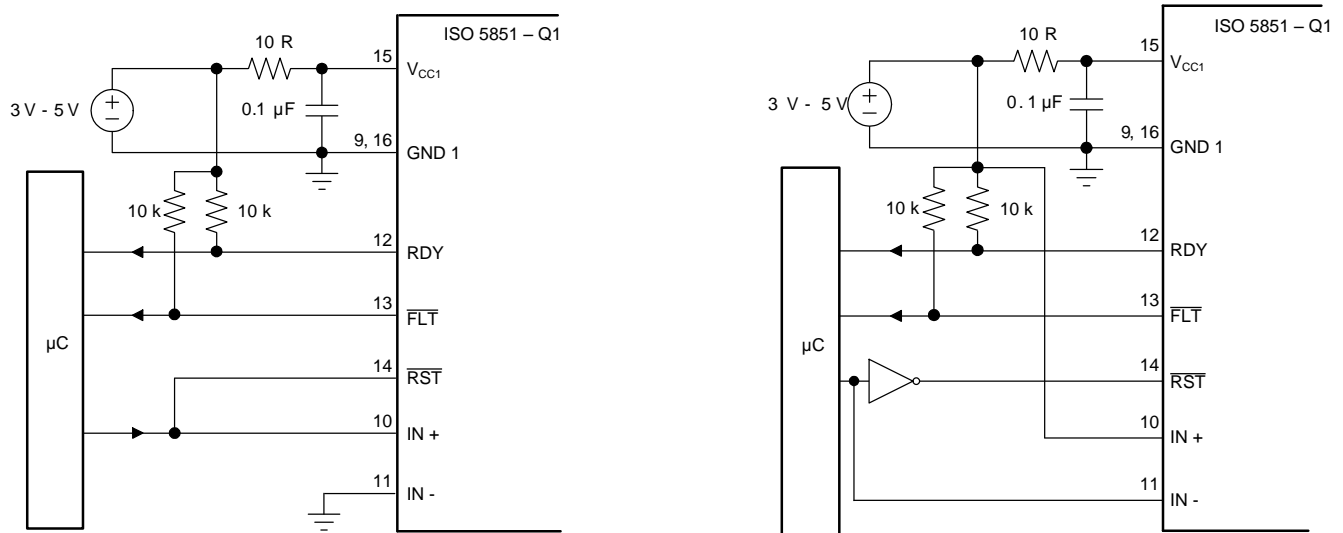 ISO 5851 – Q1
10 R
15
VCC1
3 V - 5 V
0.1 µF
9, 16
GND 1
10 k
10 k
12
RDY
13
FLT
µC
14
RST
10
IN +
11
IN -
ISO 5851 – Q1
10 R
15
VCC1
3 V - 5 V
0.1 µF
9, 16
GND 1
10 k
10 k
12
RDY
13
FLT
µC
14
RST
10
IN +
11
IN -